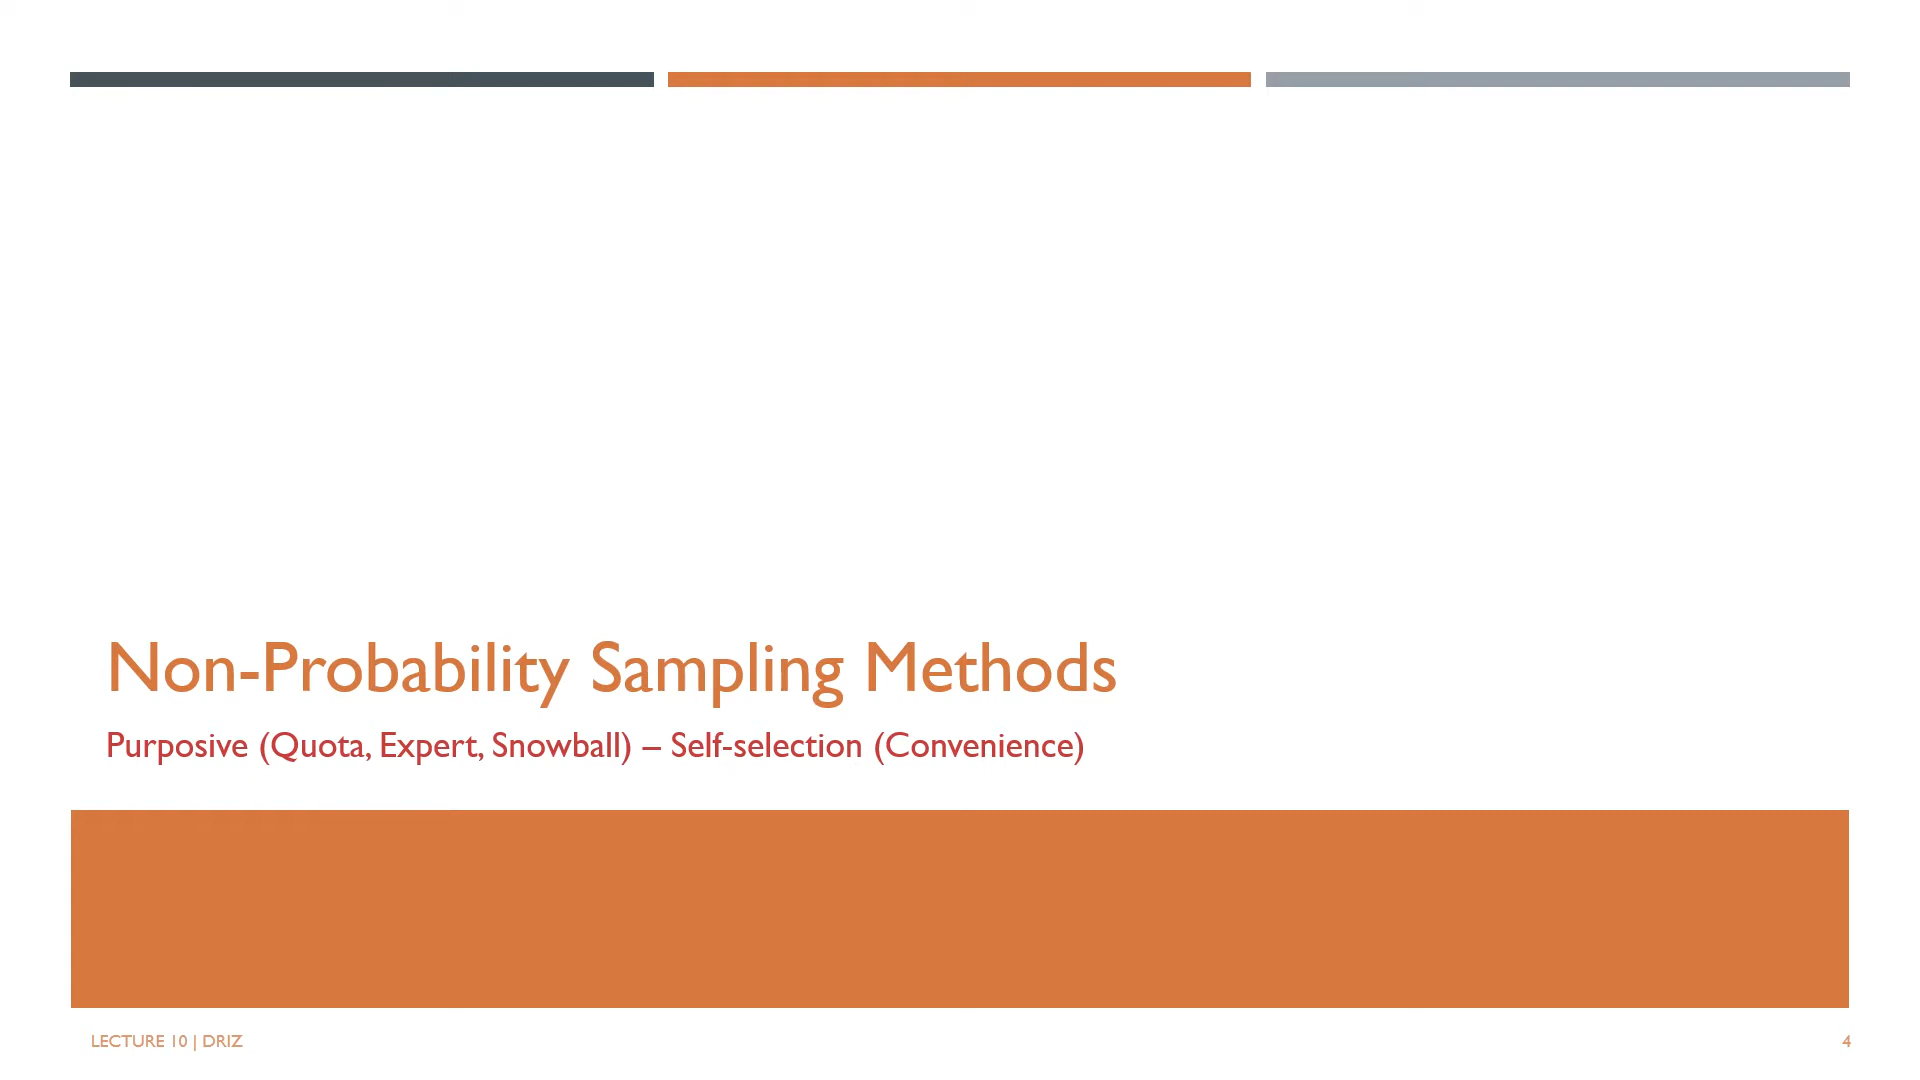 Non-Probability Sampling Methods
Purposive (Quota, Expert, Snowball) – Self-selection (Convenience)
LECTURE 10 | DRIZ
4